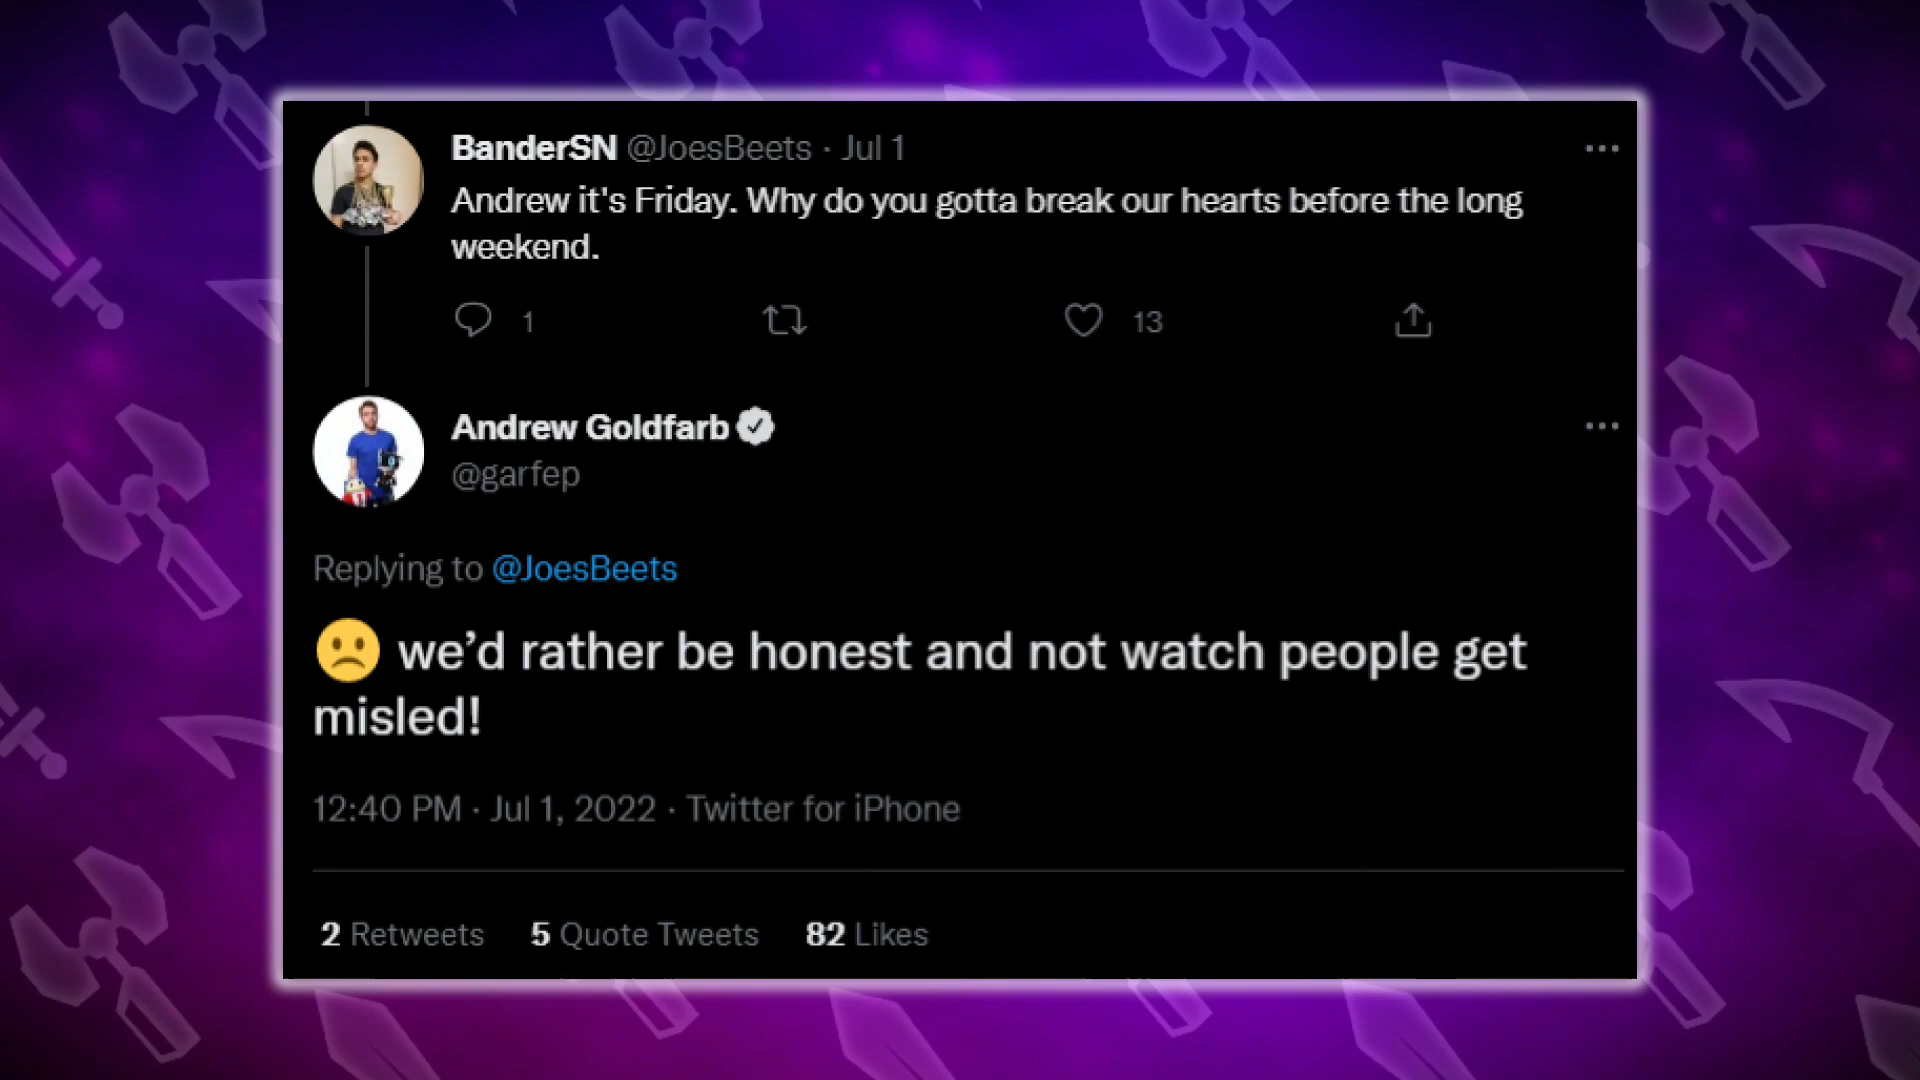 BanderSN @JoesBeets · Jul 1
Andrew it's Friday. Why do you gotta break our hearts before the long
weekend.
1 13
Andrew Goldfarb
@garfep
Replying to @JoesBeets
🙁 we’d rather be honest and not watch people get
misled!
12:40 PM · Jul 1, 2022 · Twitter for iPhone
2 Retweets 5 Quote Tweets 82 Likes